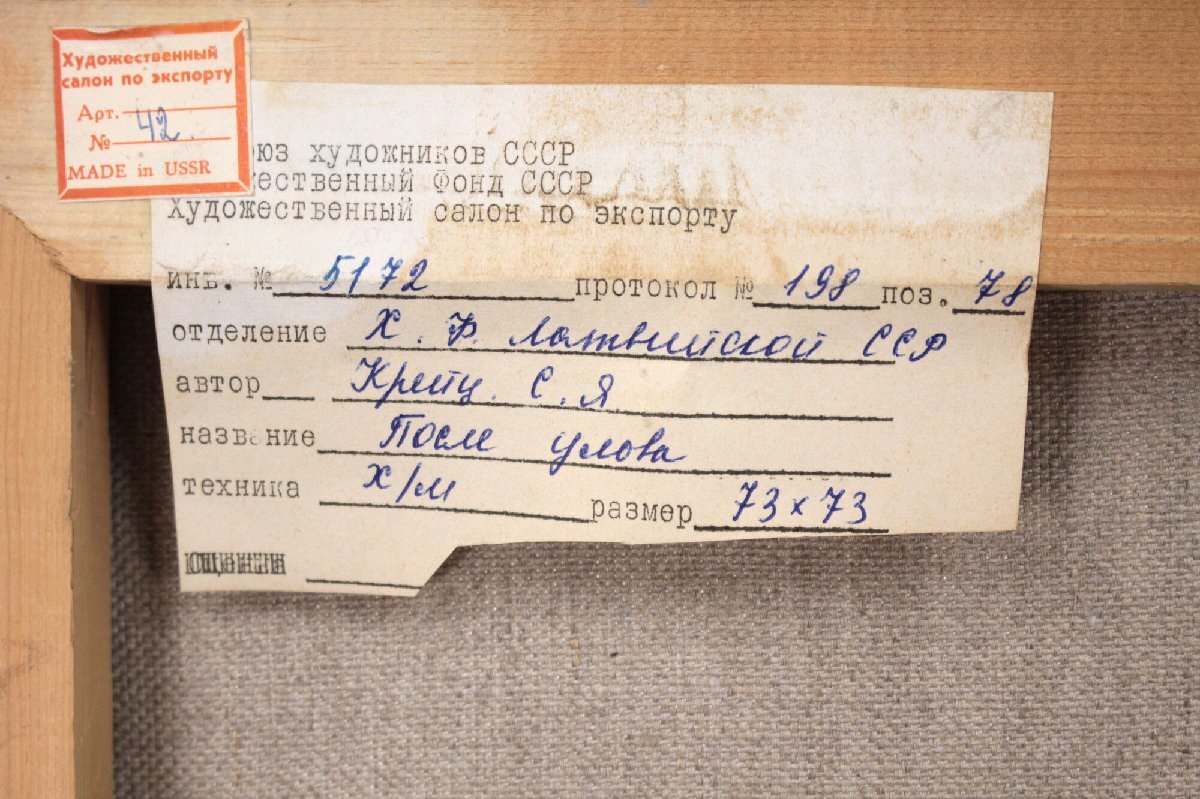 Художественный
салон по экспорту
Арт.
№ 42.
MADE in USSR
юз художников СССР
жественный Фонд СССР
Художественный салон по экспорту
инв. № 5172 протокол № 198 поз. 78
отделение Х. Ф. Латвийской ССР
автор Крейц. С. Я.
название После улова
техника х/м размер 73 x 73